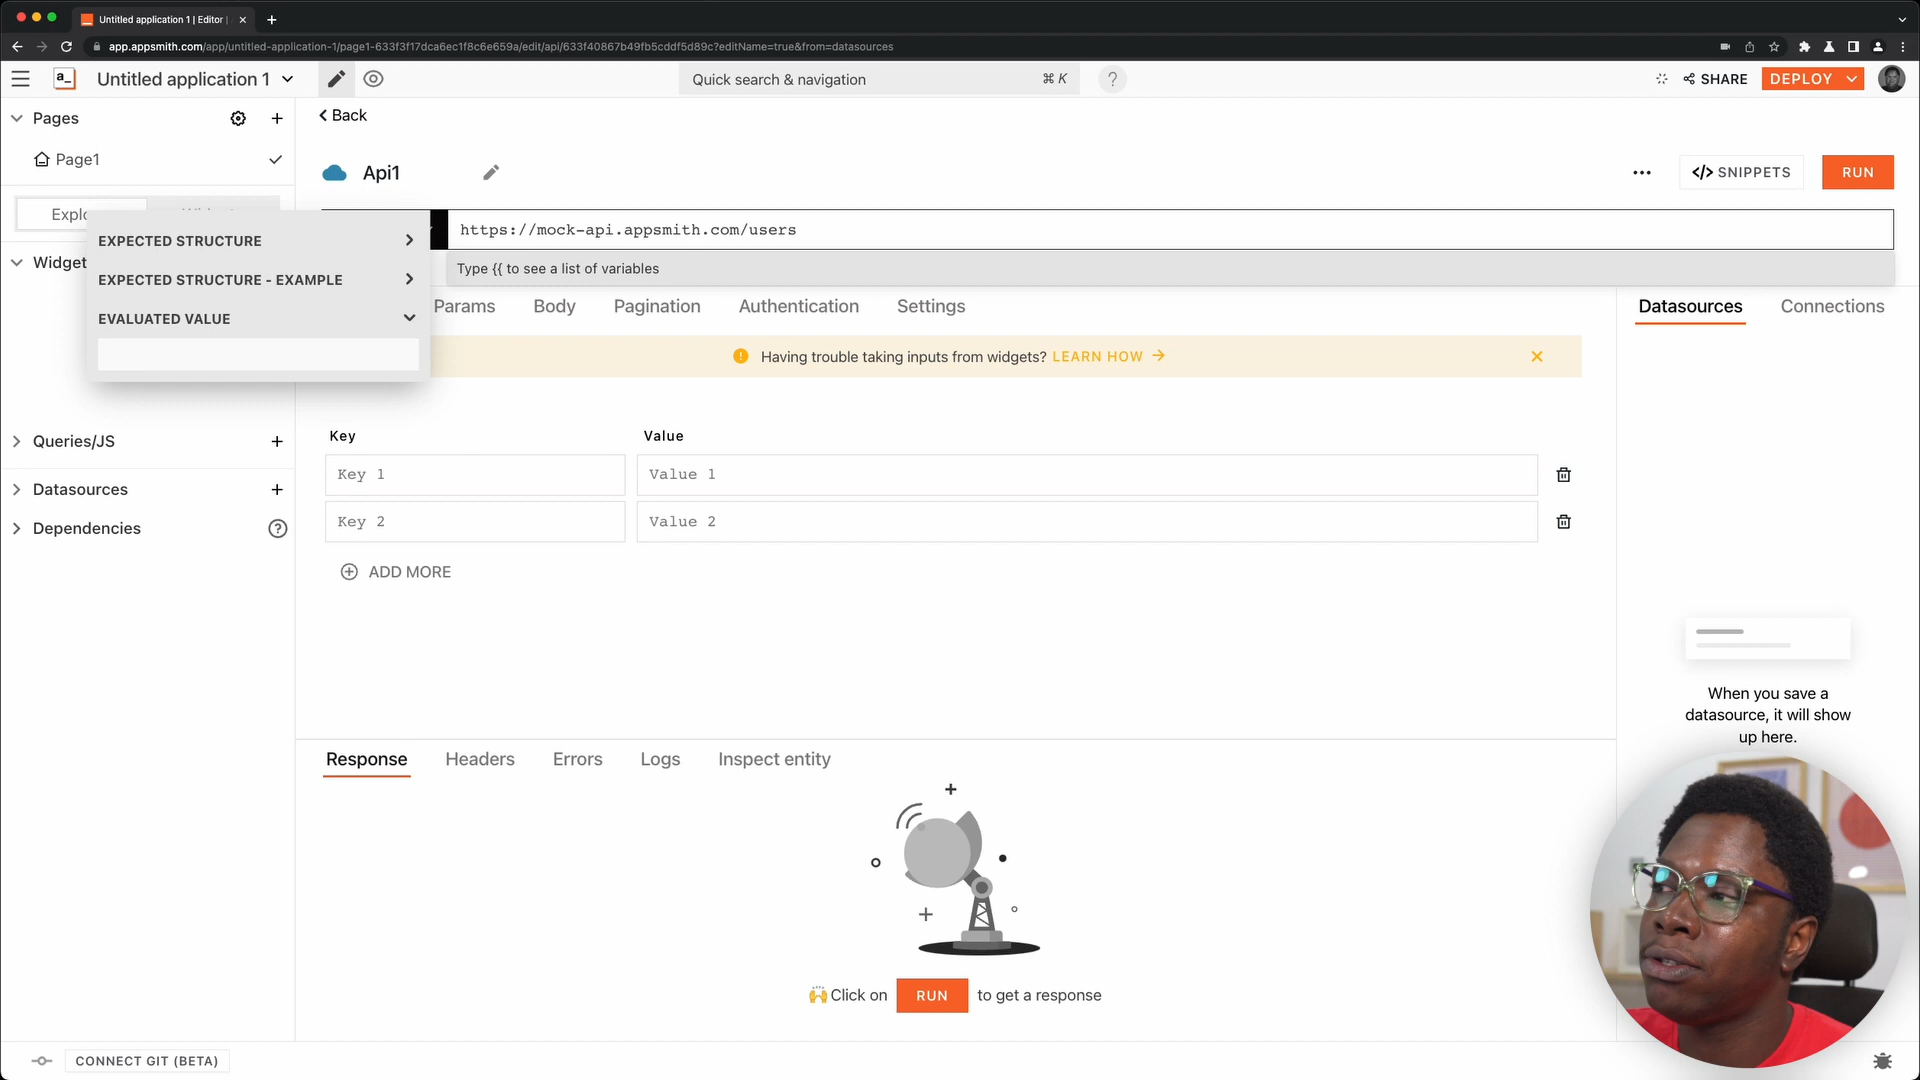 Untitled application 1 | Editor |
app.appsmith.com/app/untitled-application-1/page1-633f3f17dca6ec1f8c6e659a/edit/api/633f40867b49fb5cddf5d89c?editName=true&from=datasources
a_
Untitled application 1
Quick search & navigation
⌘ K
?
SHARE
DEPLOY
Pages
Back
Page1
Api1
</> SNIPPETS
RUN
Explo
EXPECTED STRUCTURE
https://mock-api.appsmith.com/users
Widget
EXPECTED STRUCTURE - EXAMPLE
Type {{ to see a list of variables
EVALUATED VALUE
Params
Body
Pagination
Authentication
Settings
Datasources
Connections
Having trouble taking inputs from widgets? LEARN HOW
Key
Value
Queries/JS
Key 1
Value 1
Datasources
Key 2
Value 2
Dependencies
ADD MORE
When you save a
datasource, it will show
up here.
Response
Headers
Errors
Logs
Inspect entity
Click on
RUN
to get a response
CONNECT GIT (BETA)